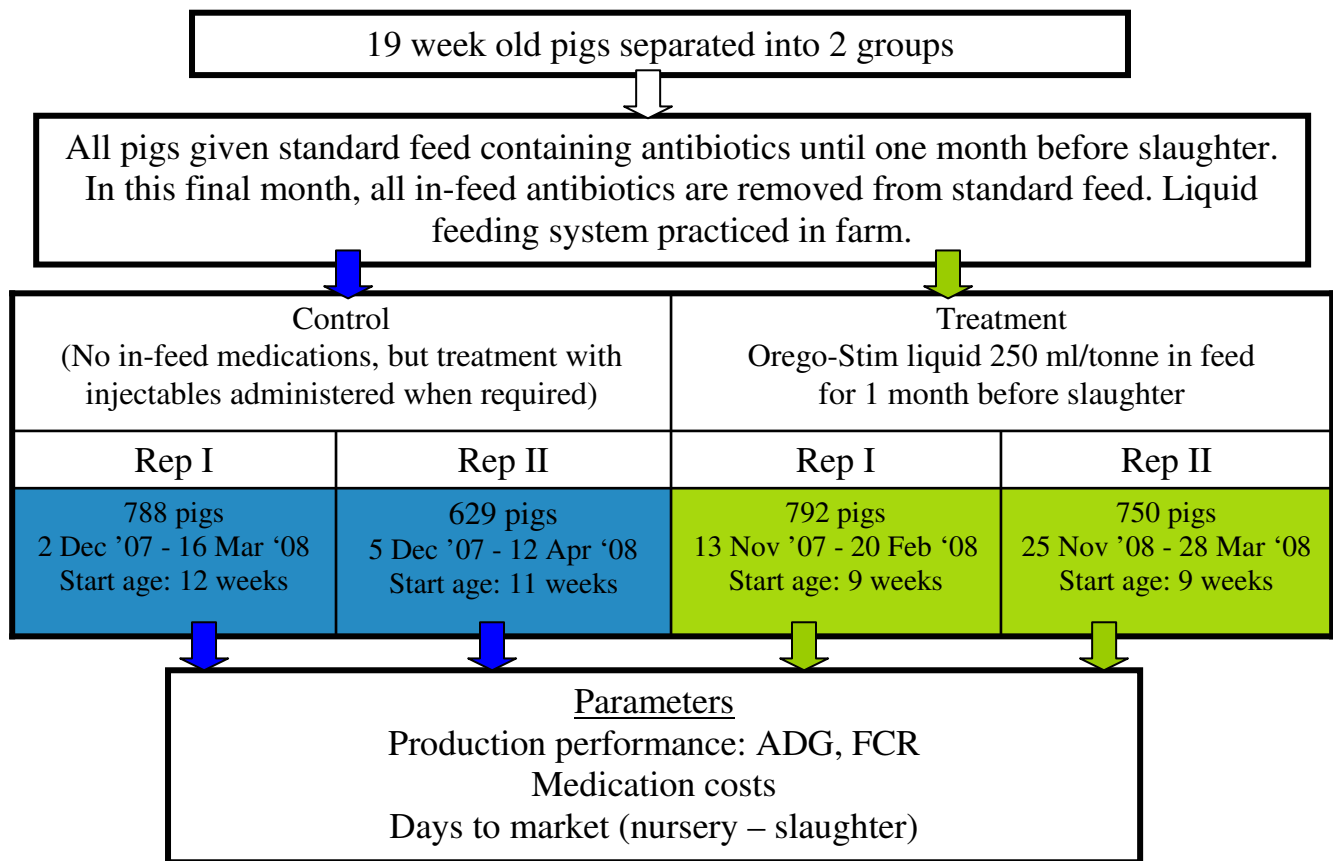 19 week old pigs separated into 2 groups
All pigs given standard feed containing antibiotics until one month before slaughter.
In this final month, all in-feed antibiotics are removed from standard feed. Liquid
feeding system practiced in farm.
Control
(No in-feed medications, but treatment with
injectables administered when required)
Treatment
Orego-Stim liquid 250 ml/tonne in feed
for 1 month before slaughter
Rep I
Rep II
Rep I
Rep II
788 pigs
2 Dec ’07 - 16 Mar ‘08
Start age: 12 weeks
629 pigs
5 Dec ’07 - 12 Apr ‘08
Start age: 11 weeks
792 pigs
13 Nov ’07 - 20 Feb ‘08
Start age: 9 weeks
750 pigs
25 Nov ’08 - 28 Mar ‘08
Start age: 9 weeks
Parameters
Production performance: ADG, FCR
Medication costs
Days to market (nursery – slaughter)